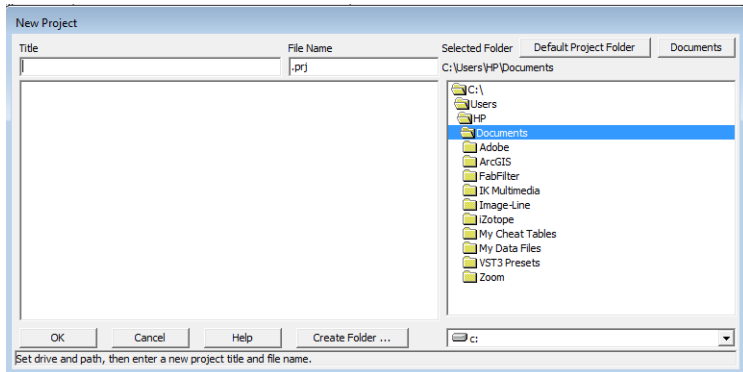 New Project
Title
File Name
Selected Folder
Default Project Folder
Documents
.prj
C:\Users\HP\Documents
C:\
Users
HP
Documents
Adobe
ArcGIS
FabFilter
IK Multimedia
Image-Line
iZotope
My Cheat Tables
My Data Files
VST3 Presets
Zoom
OK
Cancel
Help
Create Folder ...
c:
Set drive and path, then enter a new project title and file name.